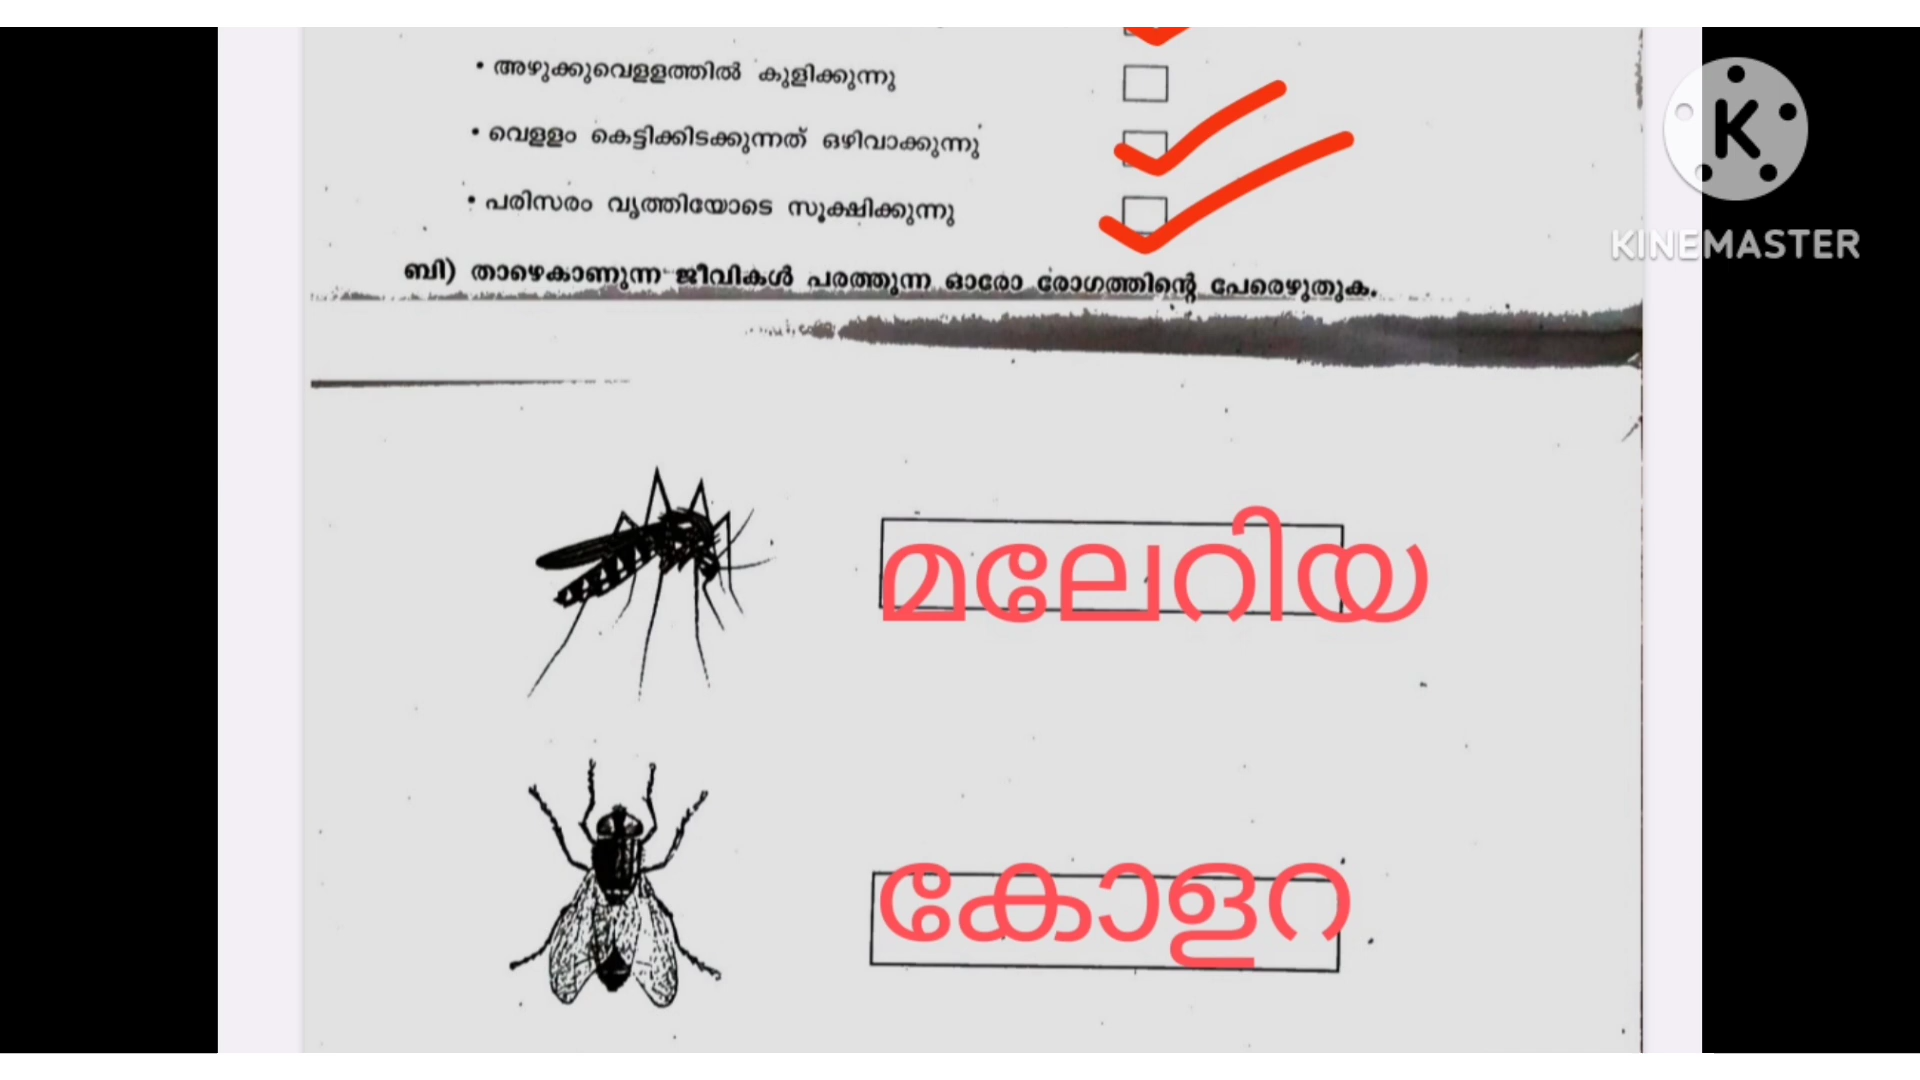 • അഴുക്കുവെള്ളത്തിൽ കുളിക്കുന്നു
• വെള്ളം കെട്ടിക്കിടക്കുന്നത് ഒഴിവാക്കുന്നു
• പരിസരം വൃത്തിയോടെ സൂക്ഷിക്കുന്നു
ബി) താഴെകാണുന്ന ജീവികൾ പരത്തുന്ന ഓരോ രോഗത്തിന്റെ പേരെഴുതുക.
മലേറിയ
കോളറ
K
KINEMASTER